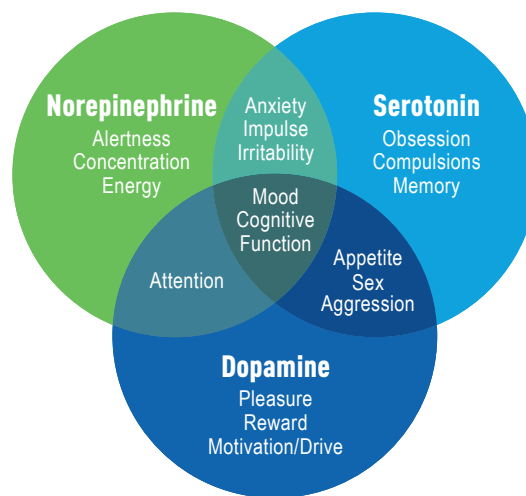 Norepinephrine
Alertness
Concentration
Energy
Anxiety
Impulse
Irritability
Serotonin
Obsession
Compulsions
Memory
Mood
Cognitive
Function
Attention
Appetite
Sex
Aggression
Dopamine
Pleasure
Reward
Motivation/Drive